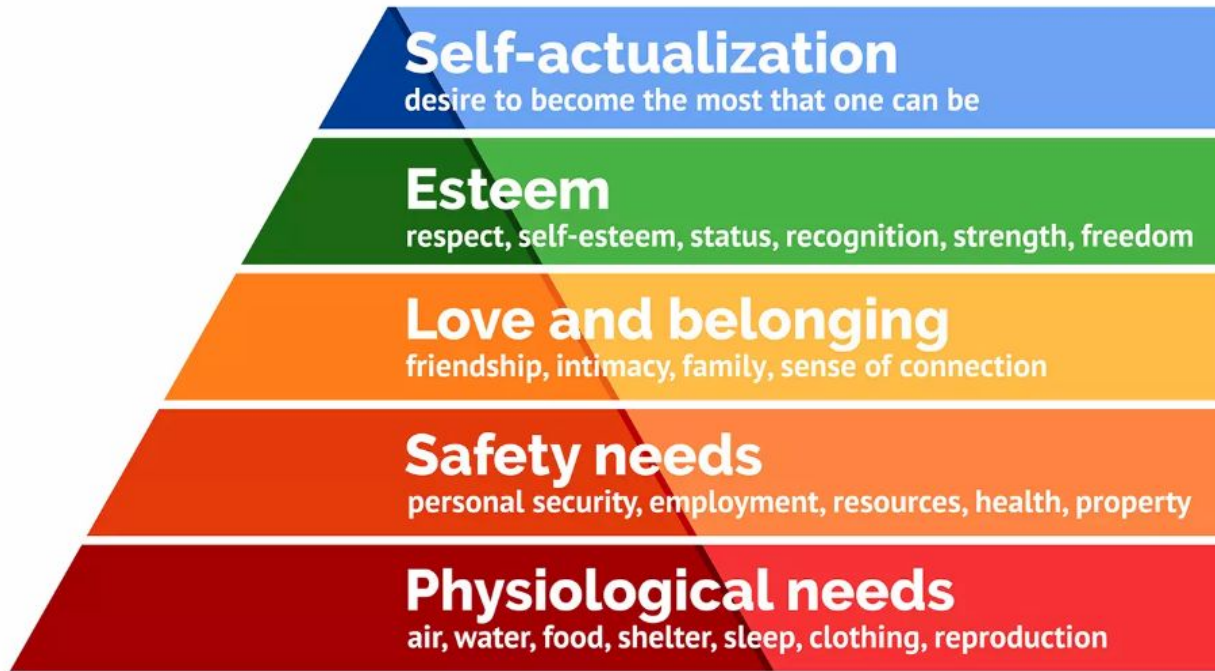 Self-actualization
desire to become the most that one can be
Esteem
respect, self-esteem, status, recognition, strength, freedom
Love and belonging
friendship, intimacy, family, sense of connection
Safety needs
personal security, employment, resources, health, property
Physiological needs
air, water, food, shelter, sleep, clothing, reproduction